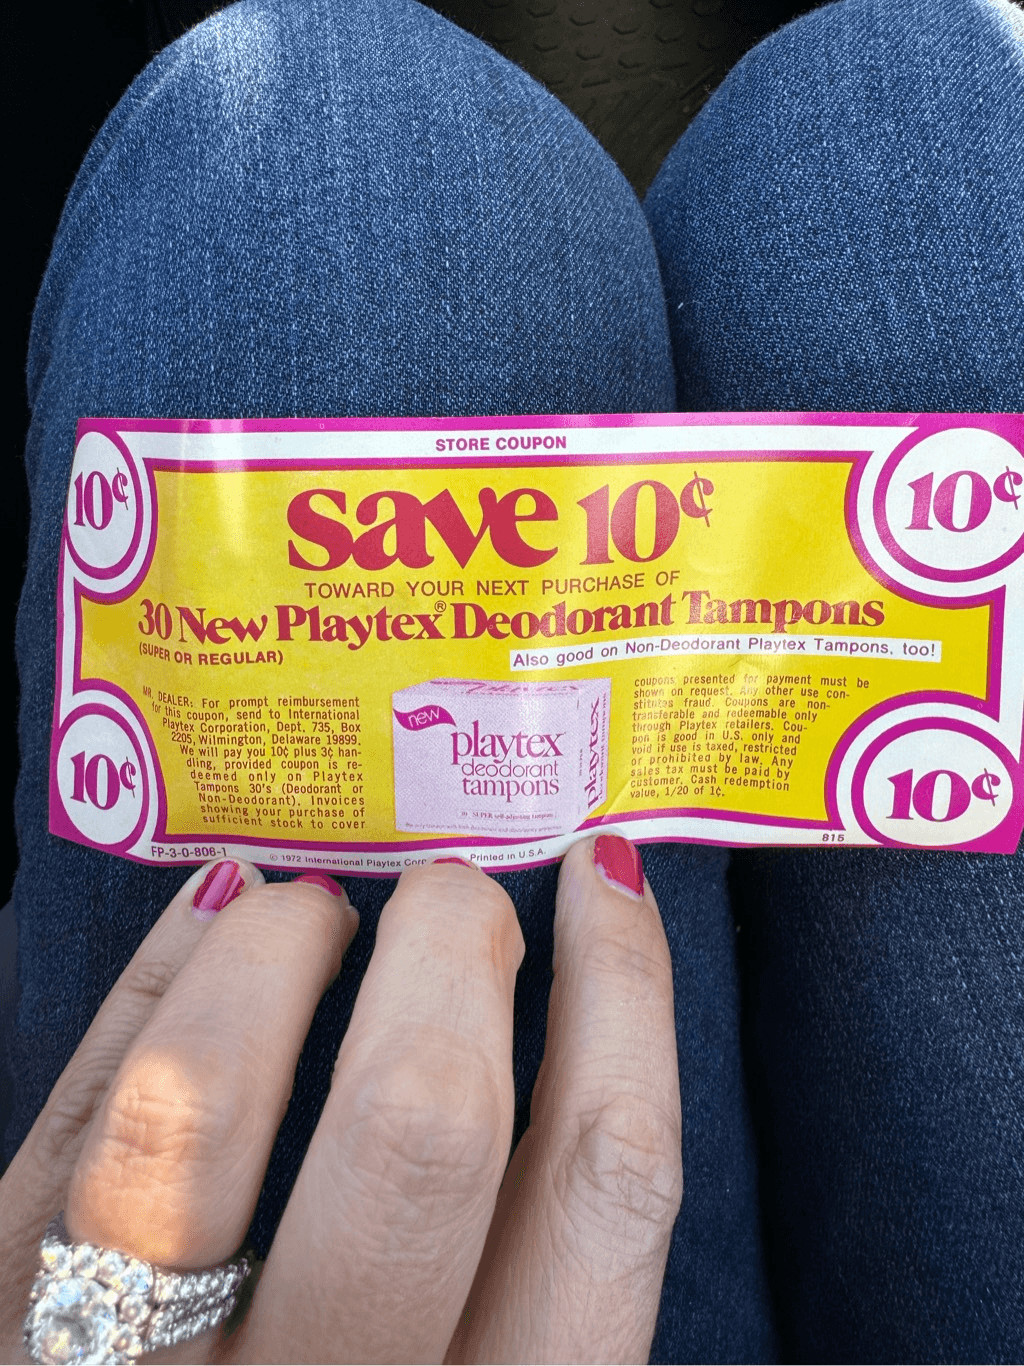 STORE COUPON
10¢
10¢
save 10¢
TOWARD YOUR NEXT PURCHASE OF
30 New Playtex® Deodorant Tampons
(SUPER OR REGULAR)
Also good on Non-Deodorant Playtex Tampons, too!
MR. DEALER: For prompt reimbursement
for this coupon, send to International
Playtex Corporation, Dept. 735, Box
2205, Wilmington, Delaware 19899.
We will pay you 10¢ plus 3¢ han-
dling, provided coupon is re-
deemed only on Playtex
Tampons 30's (Deodorant or
Non-Deodorant). Invoices
showing your purchase of
sufficient stock to cover
new
playtex
deodorant
tampons
30 SUPER self-adjusting tampons
playtex
coupons presented for payment must be
shown on request. Any other use con-
stitutes fraud. Coupons are non-
transferable and redeemable only
through Playtex retailers. Cou-
pon is good in U.S. only and
void if use is taxed, restricted
or prohibited by law. Any
sales tax must be paid by
customer. Cash redemption
value, 1/20 of 1¢.
10¢
10¢
815
FP-3-0-806-1
© 1972 International Playtex Corp
Printed in U.S.A.